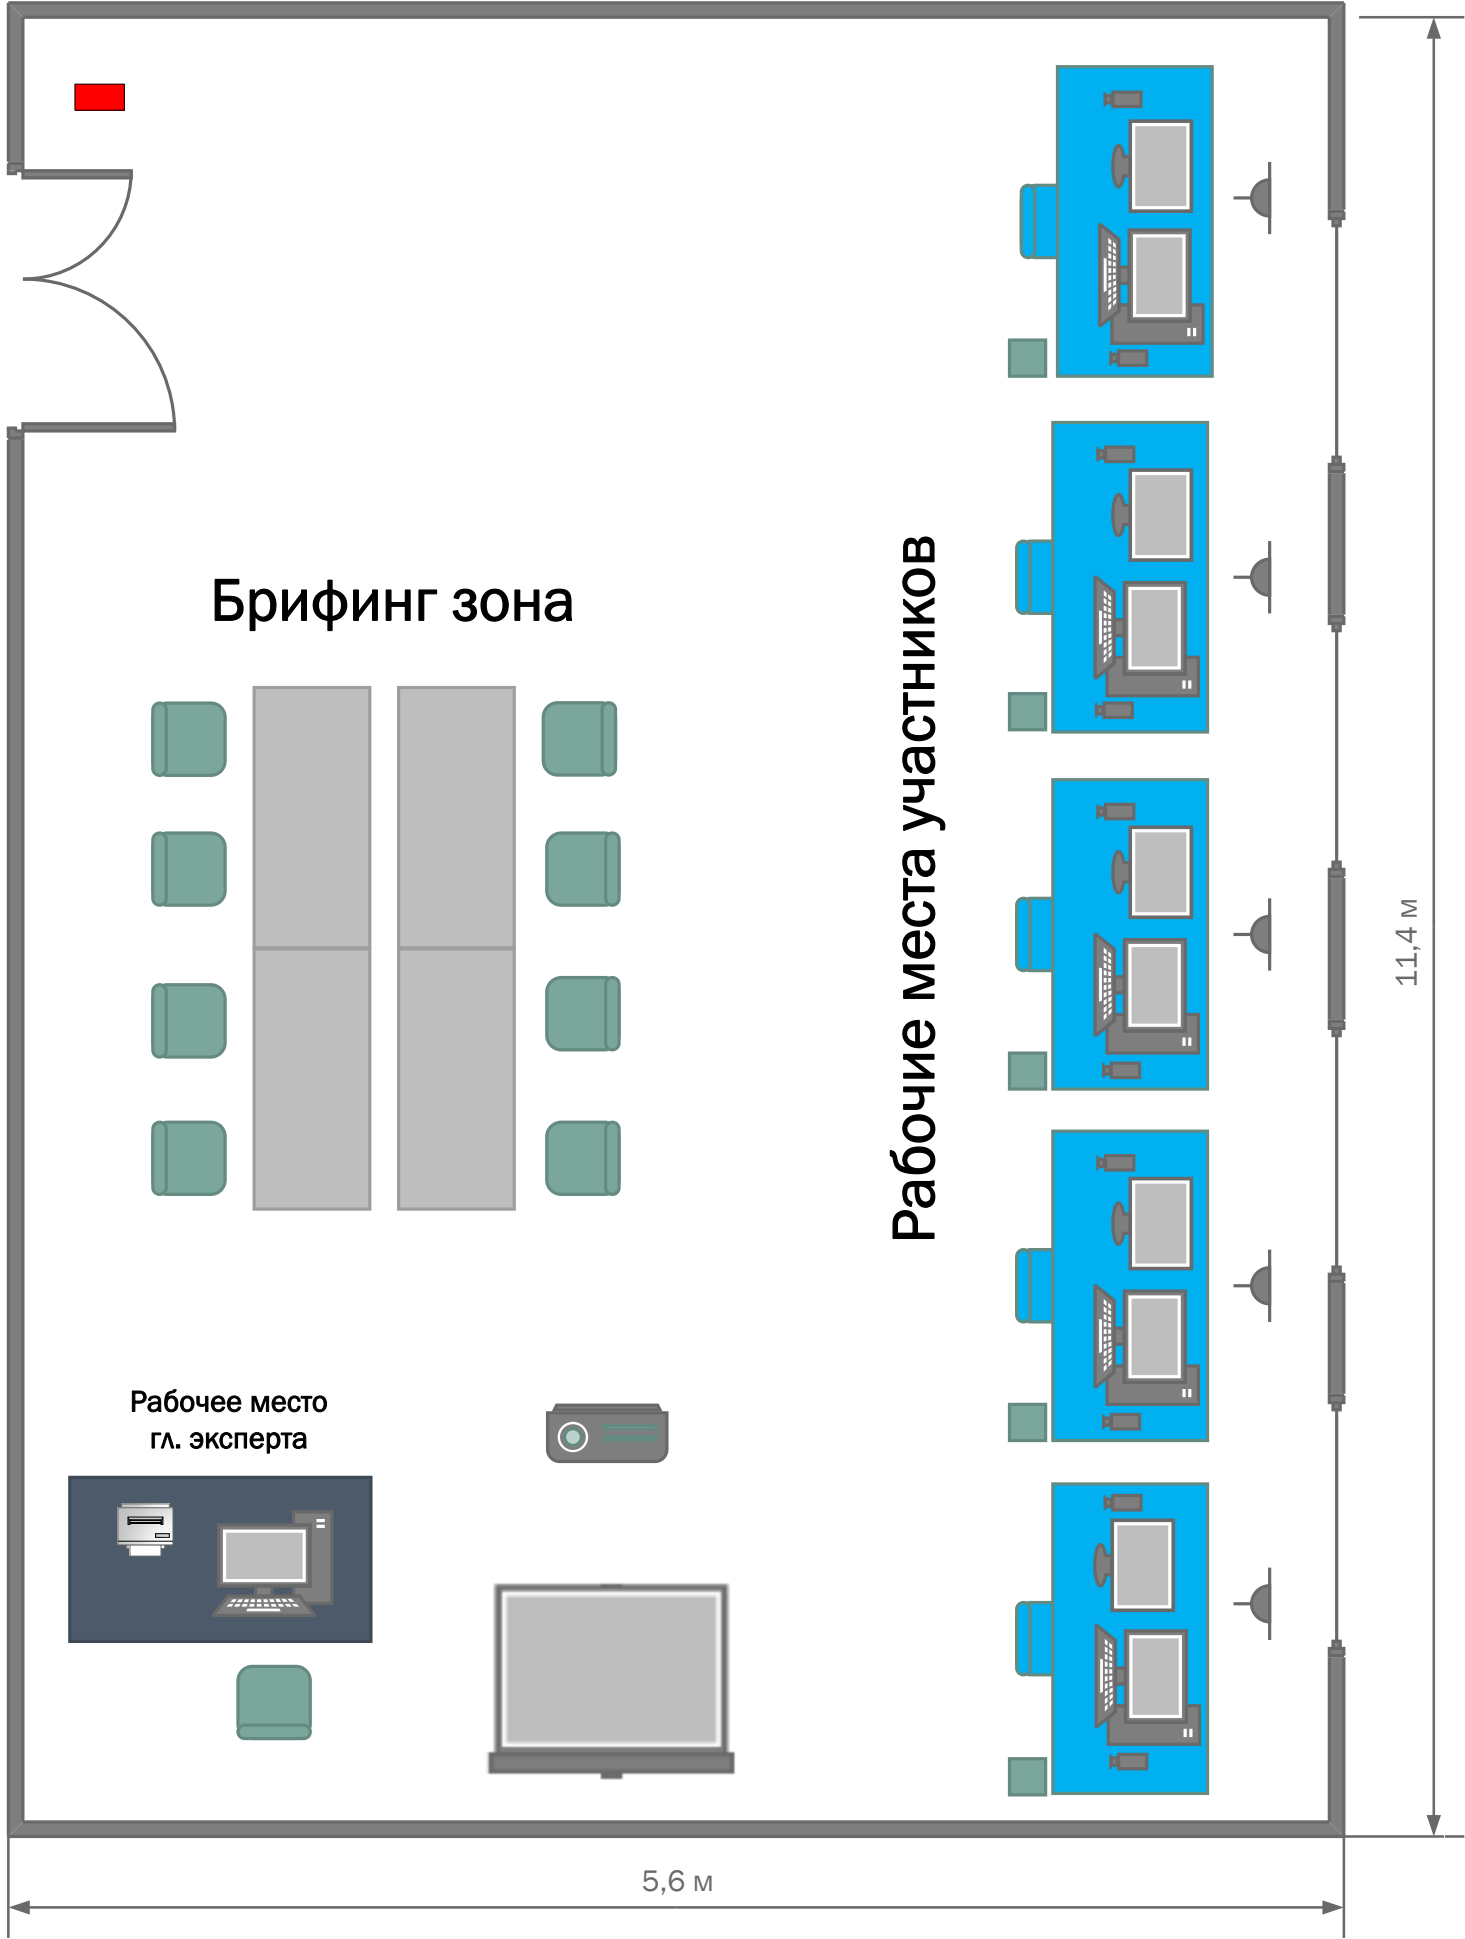 Брифинг зона
Рабочие места участников
11,4 м
Рабочее место
гл. эксперта
5,6 м